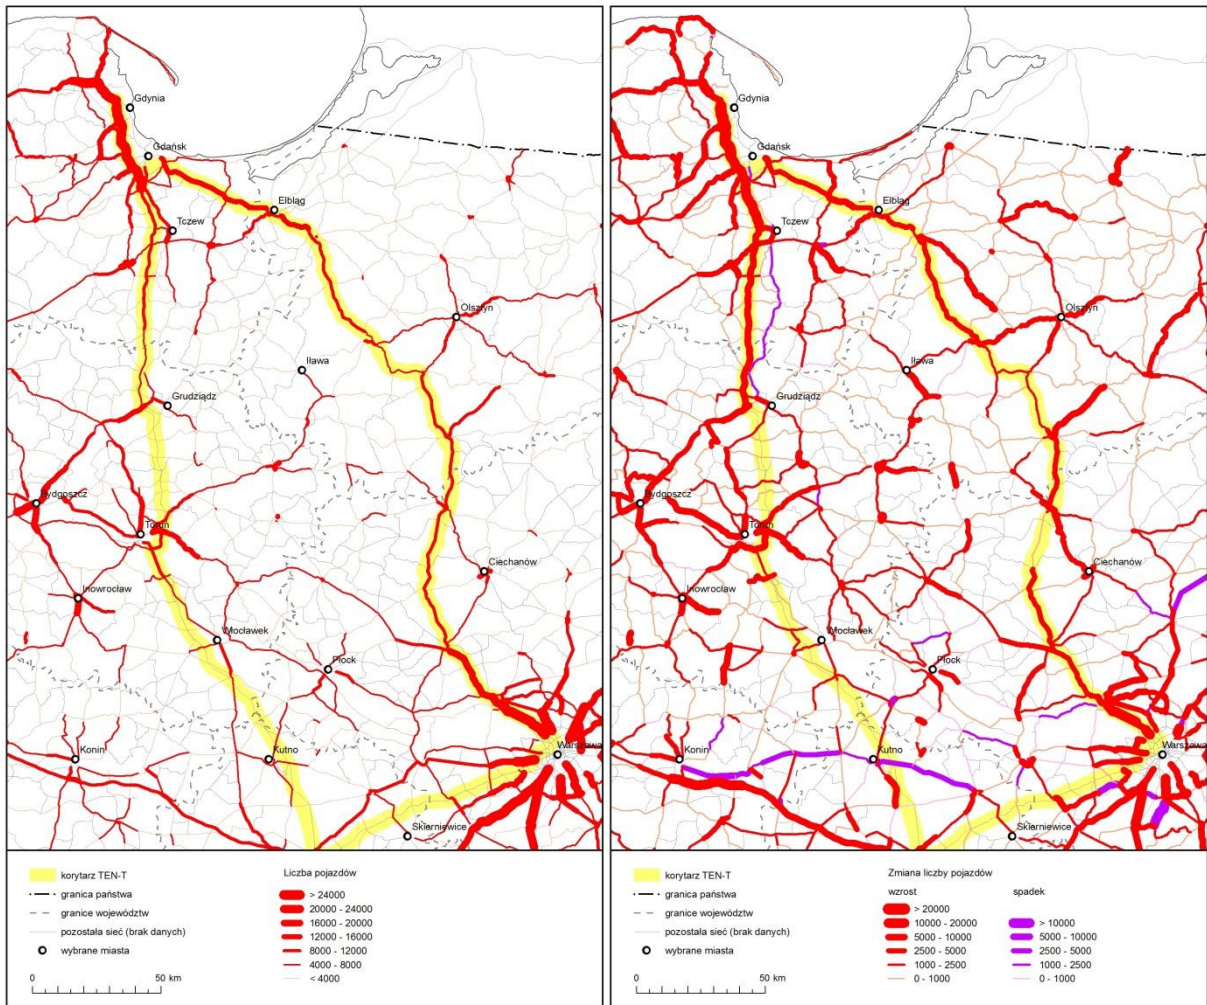 Gdynia
Gdańsk
Elbląg
Tczew
Olsztyn
Iława
Grudziądz
Bydgoszcz
Toruń
Ciechanów
Inowrocław
Włocławek
Płock
Konin
Kutno
Warszawa
Skierniewice
korytarz TEN-T
granica państwa
granice województw
pozostała sieć (brak danych)
wybrane miasta
0 50 km
Liczba pojazdów
> 24000
20000 - 24000
16000 - 20000
12000 - 16000
8000 - 12000
4000 - 8000
< 4000
Gdynia
Gdańsk
Elbląg
Tczew
Olsztyn
Iława
Grudziądz
Bydgoszcz
Toruń
Ciechanów
Inowrocław
Włocławek
Płock
Konin
Kutno
Warszawa
Skierniewice
korytarz TEN-T
granica państwa
granice województw
pozostała sieć (brak danych)
wybrane miasta
0 50 km
Zmiana liczby pojazdów
wzrost
> 20000
10000 - 20000
5000 - 10000
2500 - 5000
1000 - 2500
0 - 1000
spadek
> 10000
5000 - 10000
2500 - 5000
1000 - 2500
0 - 1000